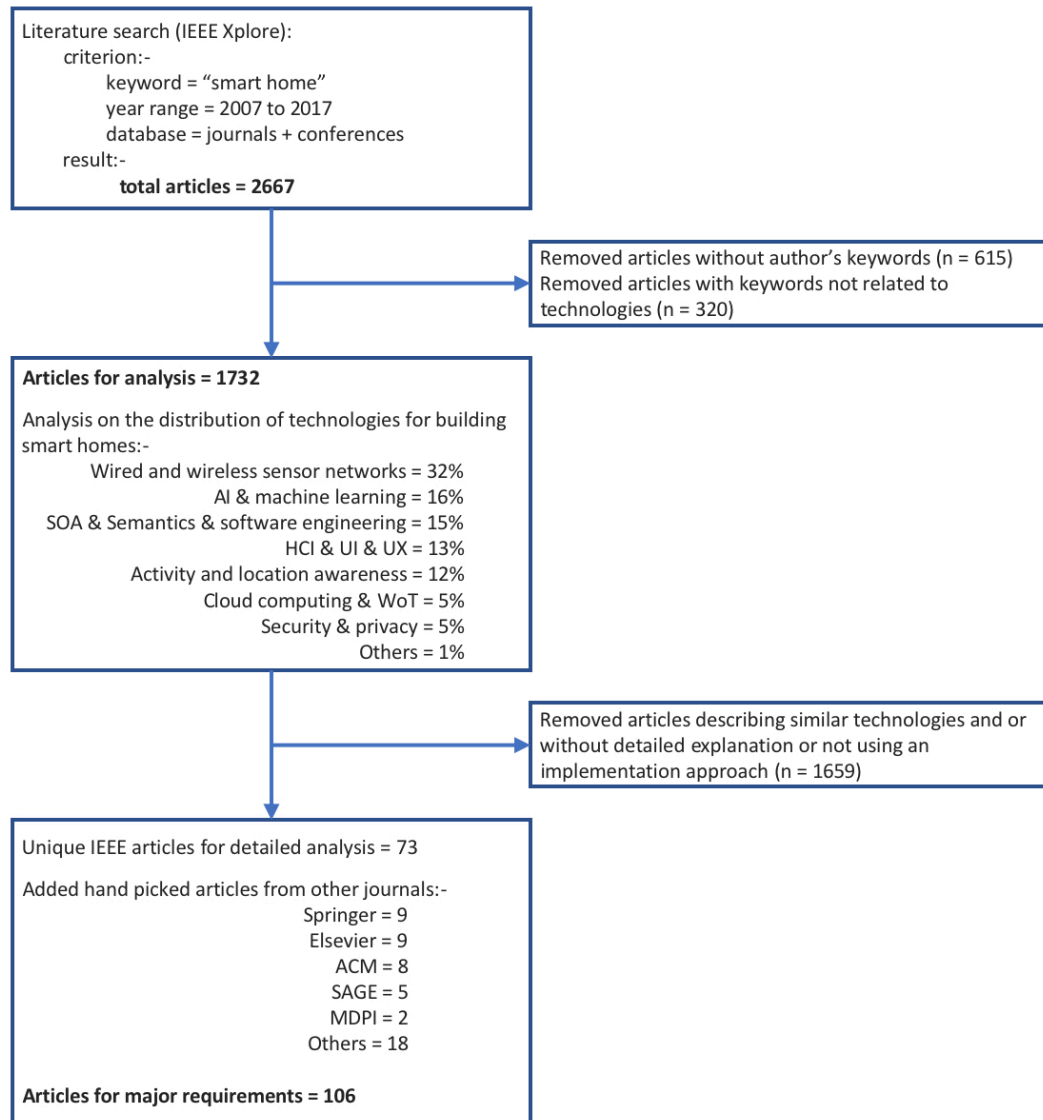 Literature search (IEEE Xplore):
criterion:-
keyword = “smart home”
year range = 2007 to 2017
database = journals + conferences
result:-
total articles = 2667
Removed articles without author’s keywords (n = 615)
Removed articles with keywords not related to
technologies (n = 320)
Articles for analysis = 1732
Analysis on the distribution of technologies for building
smart homes:-
Wired and wireless sensor networks = 32%
AI & machine learning = 16%
SOA & Semantics & software engineering = 15%
HCI & UI & UX = 13%
Activity and location awareness = 12%
Cloud computing & WoT = 5%
Security & privacy = 5%
Others = 1%
Removed articles describing similar technologies and or
without detailed explanation or not using an
implementation approach (n = 1659)
Unique IEEE articles for detailed analysis = 73
Added hand picked articles from other journals:-
Springer = 9
Elsevier = 9
ACM = 8
SAGE = 5
MDPI = 2
Others = 18
Articles for major requirements = 106